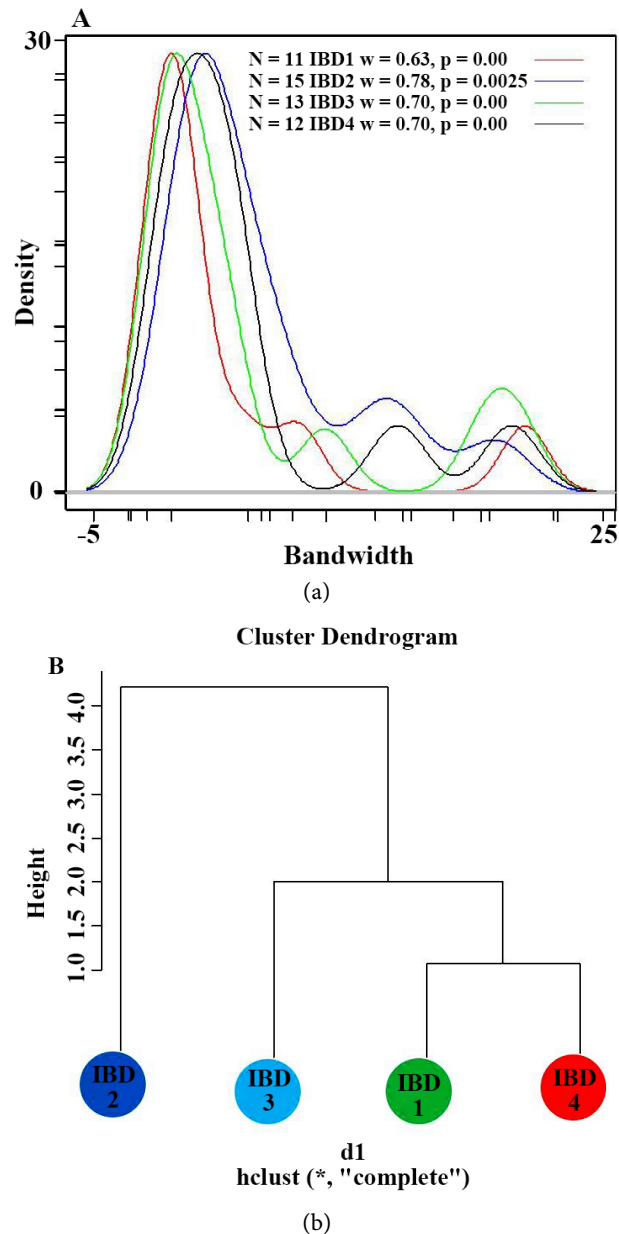 A
30
N = 11 IBD1 w = 0.63, p = 0.00
N = 15 IBD2 w = 0.78, p = 0.0025
N = 13 IBD3 w = 0.70, p = 0.00
N = 12 IBD4 w = 0.70, p = 0.00
Density
0
-5
25
Bandwidth
(a)
Cluster Dendrogram
B
4.0
3.5
3.0
2.5
2.0
1.5
1.0
Height
IBD
2
IBD
3
IBD
1
IBD
4
d1
hclust (*, "complete")
(b)